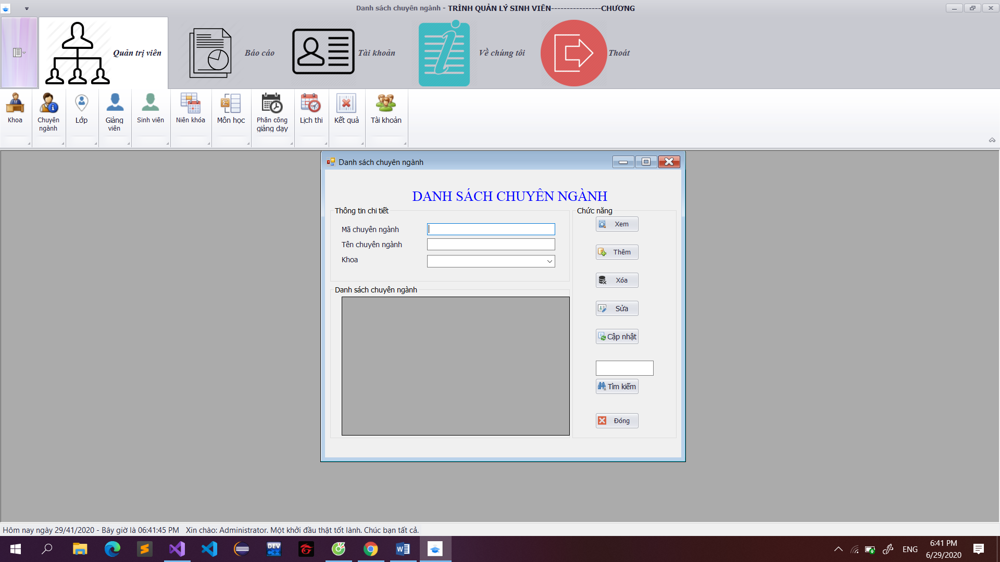 Danh sách chuyên ngành - TRÌNH QUẢN LÝ SINH VIÊN----------------CHƯƠNG
Quản trị viên
Báo cáo
Tài khoản
Về chúng tôi
Thoát
Khoa
Chuyên
ngành
Lớp
Giảng
viên
Sinh viên
Niên khóa
Môn học
Phân công
giảng dạy
Lịch thi
Kết quả
Tài khoản
Danh sách chuyên ngành
DANH SÁCH CHUYÊN NGÀNH
Thông tin chi tiết
Mã chuyên ngành
Tên chuyên ngành
Khoa
Danh sách chuyên ngành
Chức năng
Xem
Thêm
Xóa
Sửa
Cập nhật
Tìm kiếm
Đóng
Hôm nay ngày 29/41/2020 - Bây giờ là 06:41:45 PM Xin chào: Administrator. Một khởi đầu thật tốt lành. Chúc bạn tất cả.
DEV
C++
ENG
6:41 PM
6/29/2020